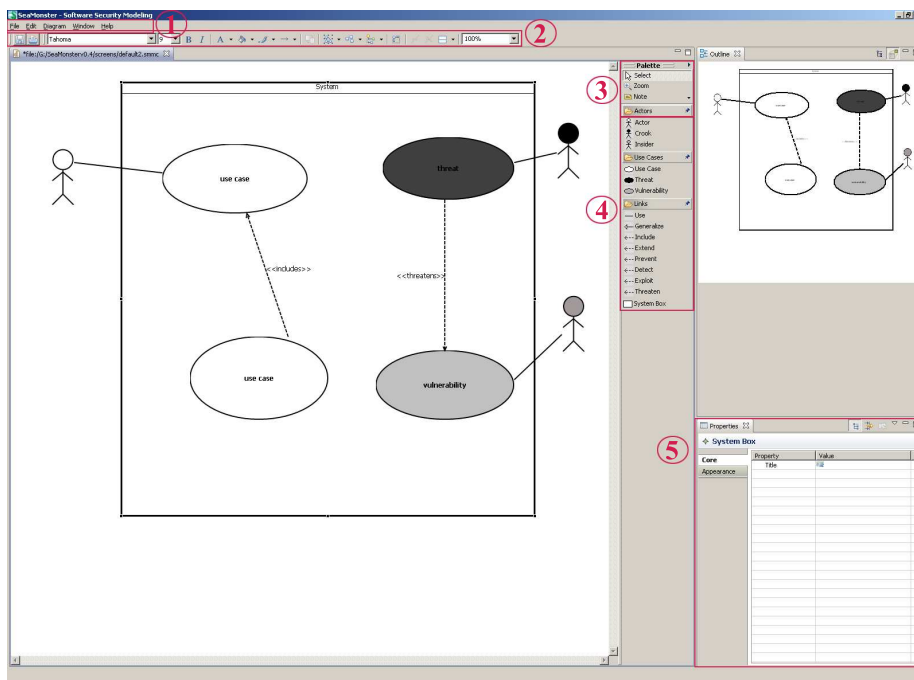 SeaMonster - Software Security Modeling
File Edit Diagram Window Help
1
Tahoma 9 B I A 100%
2
*file:/G:/SeaMonsterv0.4/screens/default2.smmc
System
use case
threat
<<includes>>
<<threatens>>
use case
vulnerability
Palette
Select
Zoom
Note
3
Actors
Actor
Crook
Insider
Use Cases
Use Case
Threat
Vulnerability
4
Links
Use
Generalize
Include
Extend
Prevent
Detect
Exploit
Threaten
System Box
Outline
Properties
5
System Box
Core
Appearance
Property Value
Title